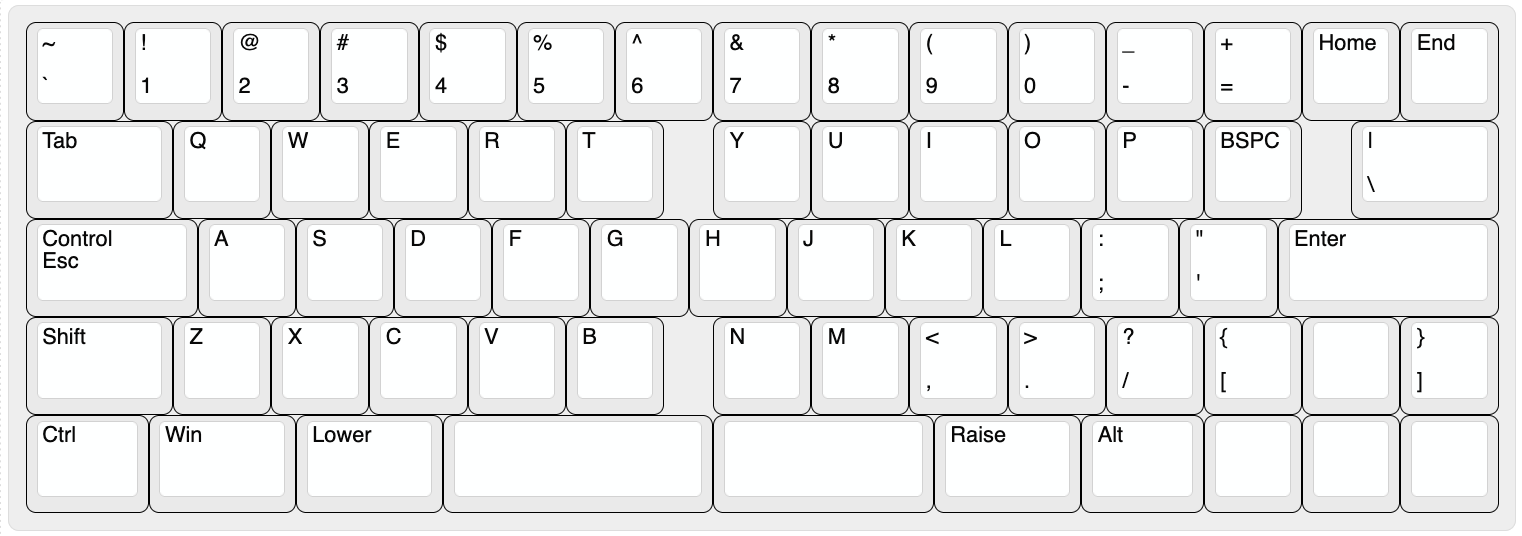 ~ ! @ # $ % ^ & * ( ) _ + Home End
` 1 2 3 4 5 6 7 8 9 0 - =
Tab Q W E R T Y U I O P BSPC |
\
Control A S D F G H J K L : " Enter
Esc
; '
Shift Z X C V B N M < > ? { }
, . / [ ]
Ctrl Win Lower Raise Alt